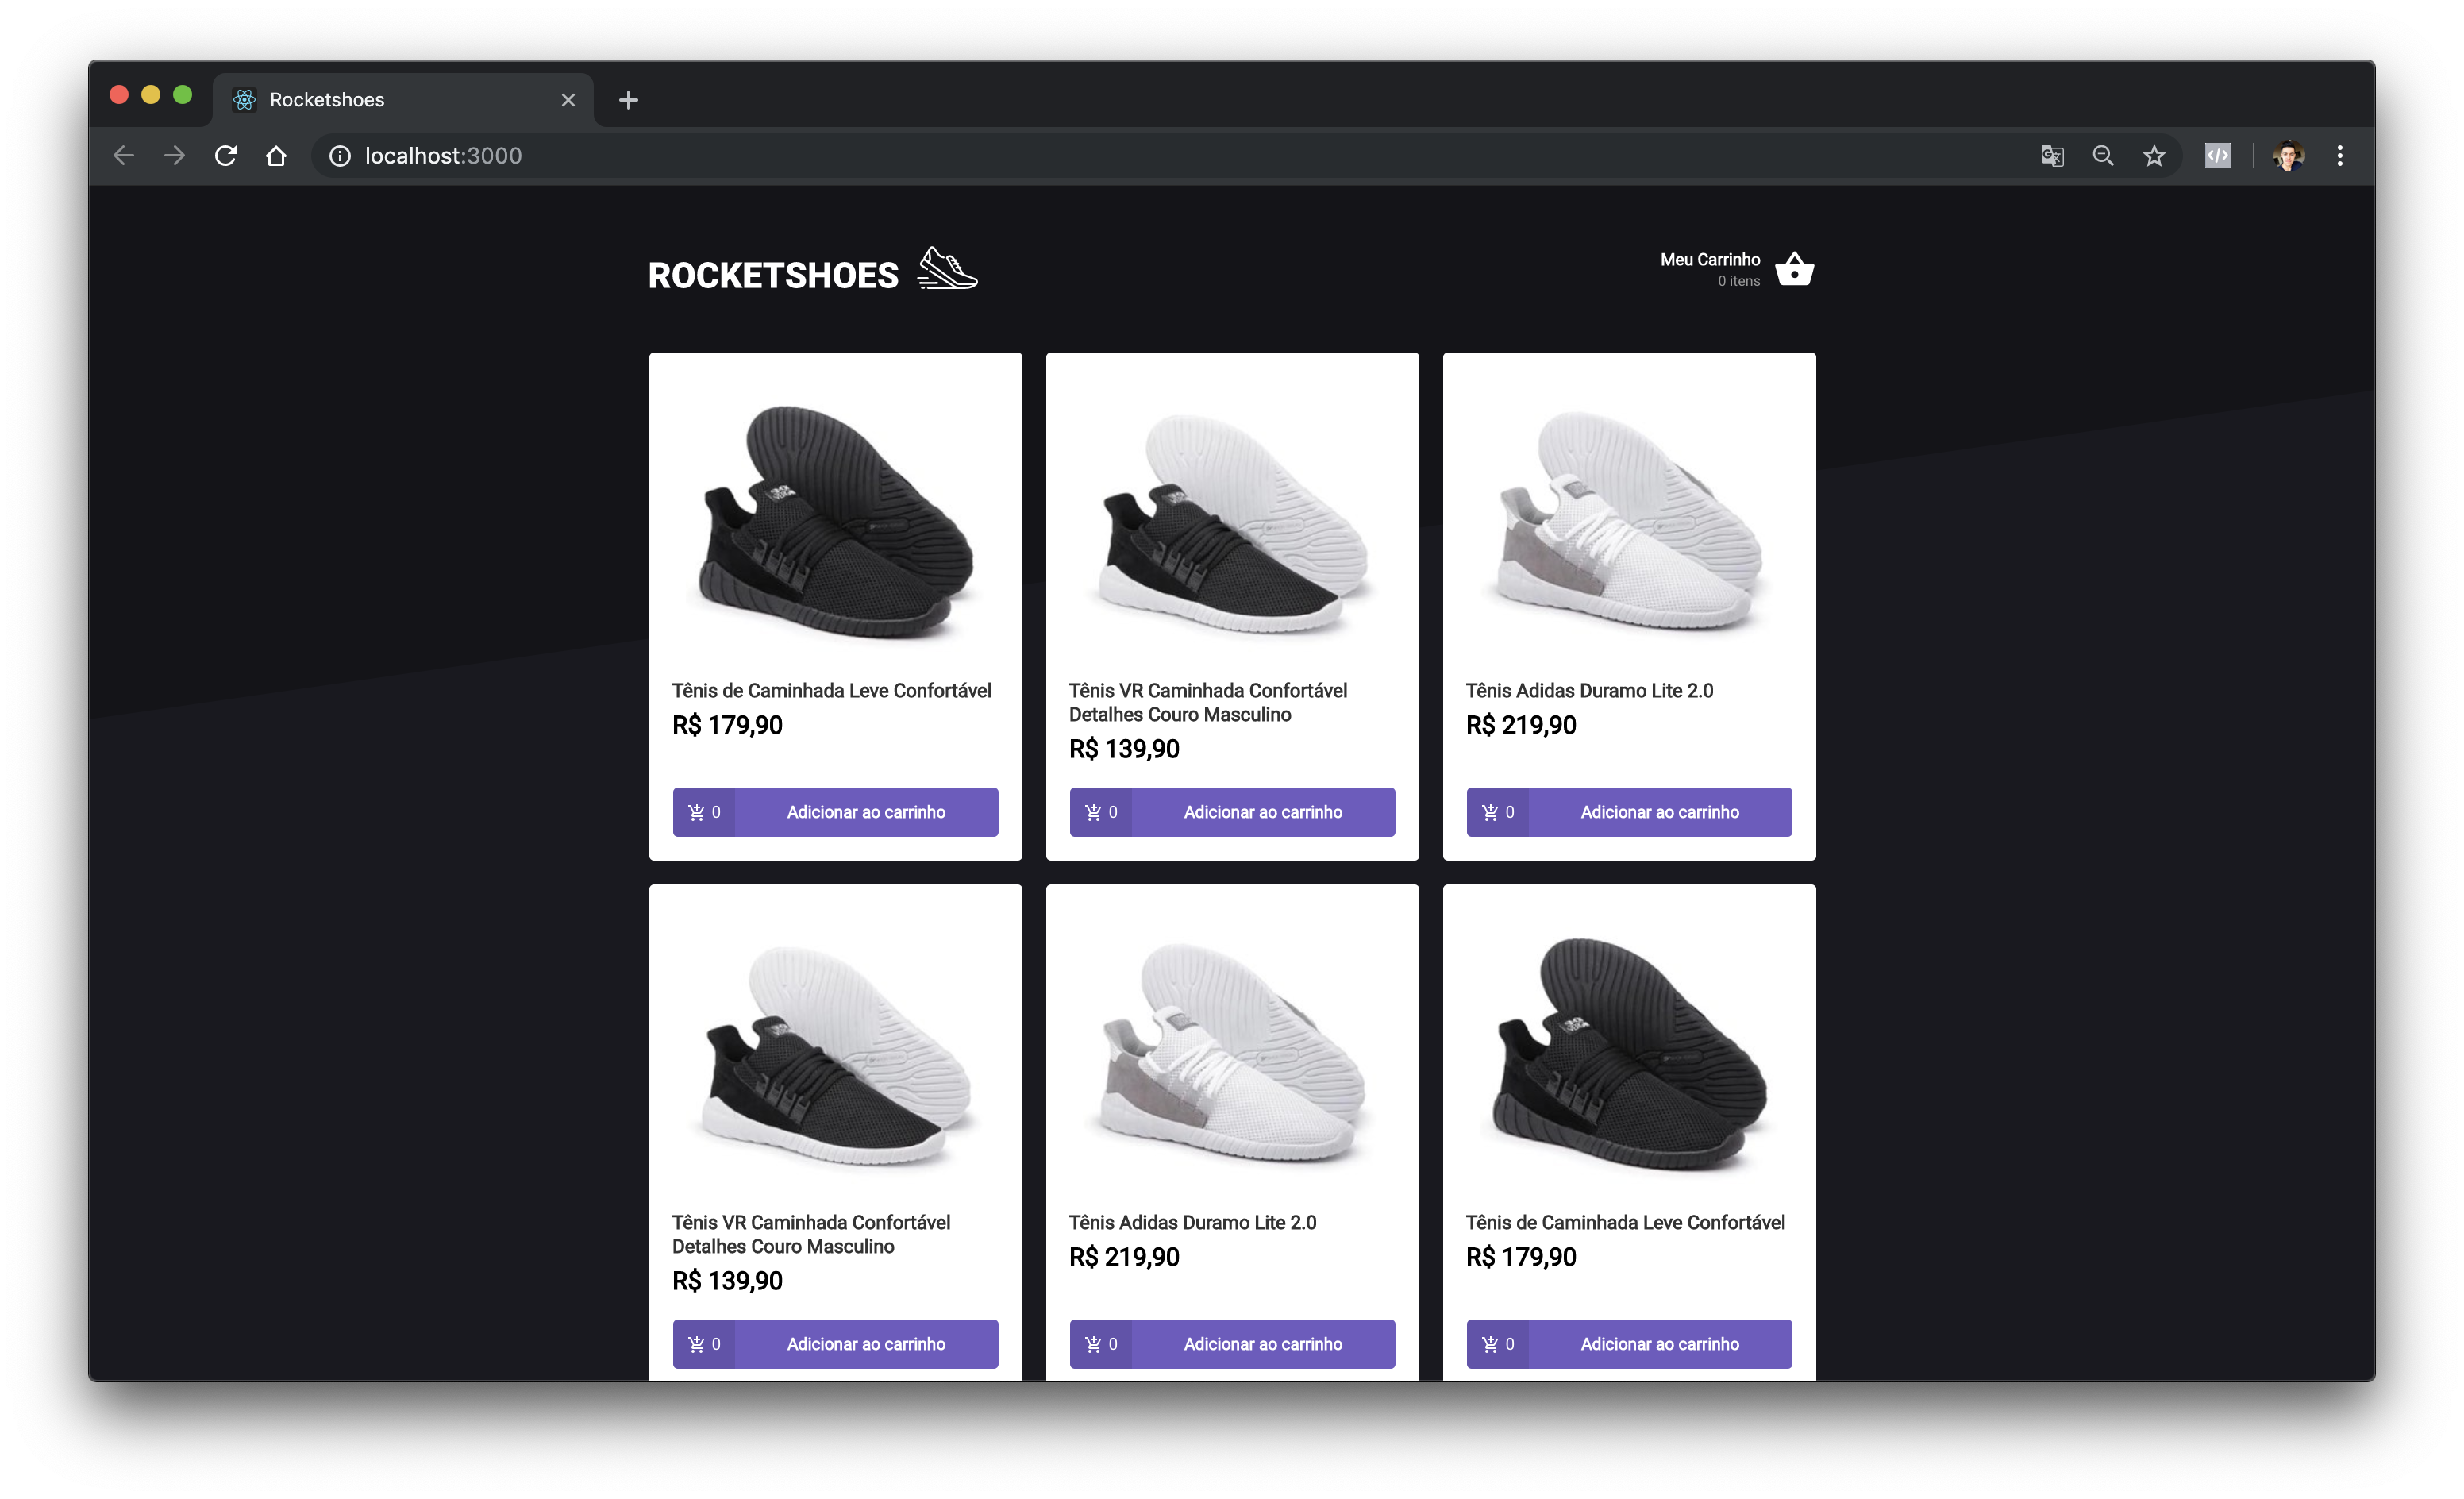 Rocketshoes
localhost:3000
ROCKETSHOES
Meu Carrinho
0 itens
Tênis de Caminhada Leve Confortável
R$ 179,90
0 Adicionar ao carrinho
Tênis VR Caminhada Confortável
Detalhes Couro Masculino
R$ 139,90
0 Adicionar ao carrinho
Tênis Adidas Duramo Lite 2.0
R$ 219,90
0 Adicionar ao carrinho
Tênis VR Caminhada Confortável
Detalhes Couro Masculino
R$ 139,90
0 Adicionar ao carrinho
Tênis Adidas Duramo Lite 2.0
R$ 219,90
0 Adicionar ao carrinho
Tênis de Caminhada Leve Confortável
R$ 179,90
0 Adicionar ao carrinho